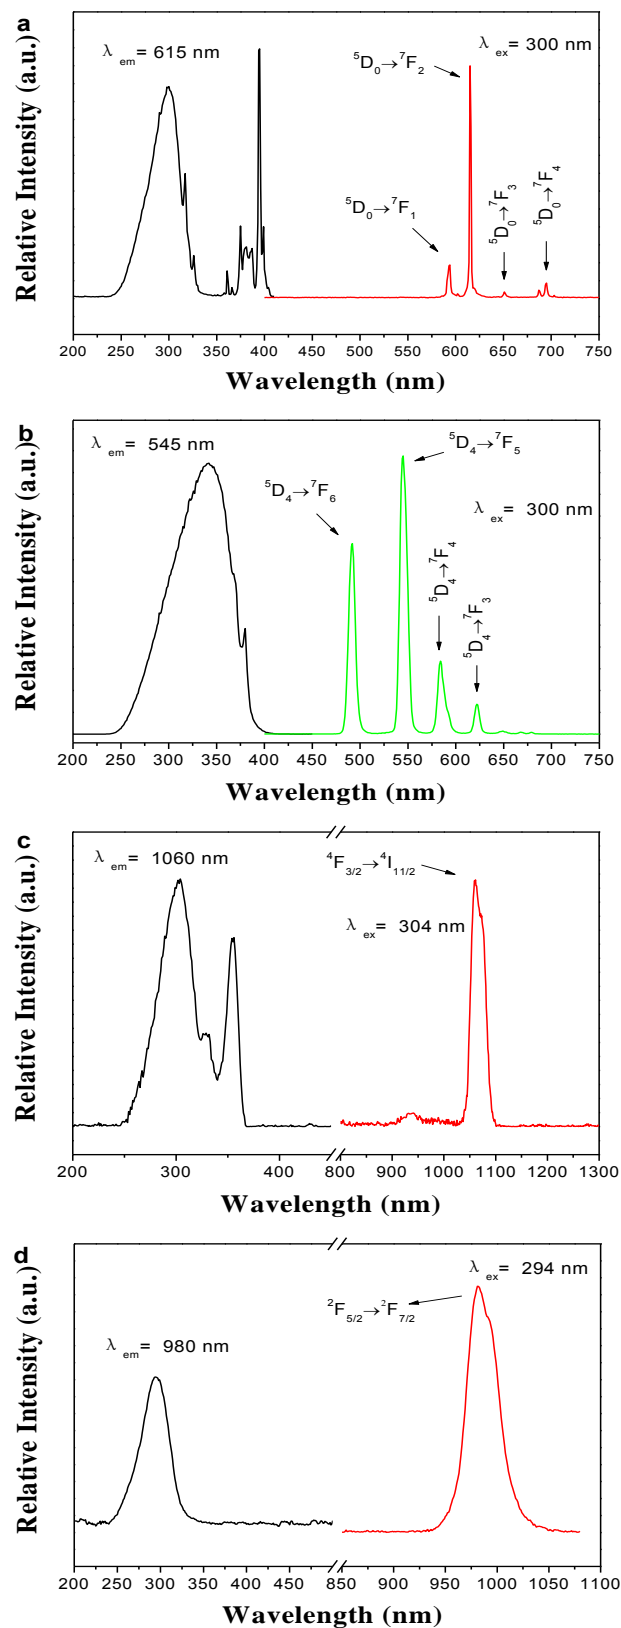 a
λ em = 615 nm
⁵D₀→⁷F₂
λ ex = 300 nm
⁵D₀→⁷F₁
⁵D₀→⁷F₃
⁵D₀→⁷F₄
Relative Intensity (a.u.)
200 250 300 350 400 450 500 550 600 650 700 750
Wavelength (nm)
b
λ em = 545 nm
⁵D₄→⁷F₅
⁵D₄→⁷F₆
λ ex = 300 nm
⁵D₄→⁷F₄
⁵D₄→⁷F₃
Relative Intensity (a.u.)
200 250 300 350 400 450 500 550 600 650 700 750
Wavelength (nm)
c
λ em = 1060 nm
⁴F₃/₂→⁴I₁₁/₂
λ ex = 304 nm
Relative Intensity (a.u.)
200 300 400 800 900 1000 1100 1200 1300
Wavelength (nm)
d
λ ex = 294 nm
²F₅/₂→²F₇/₂
λ em = 980 nm
Relative Intensity (a.u.)
200 250 300 350 400 450 850 900 950 1000 1050 1100
Wavelength (nm)